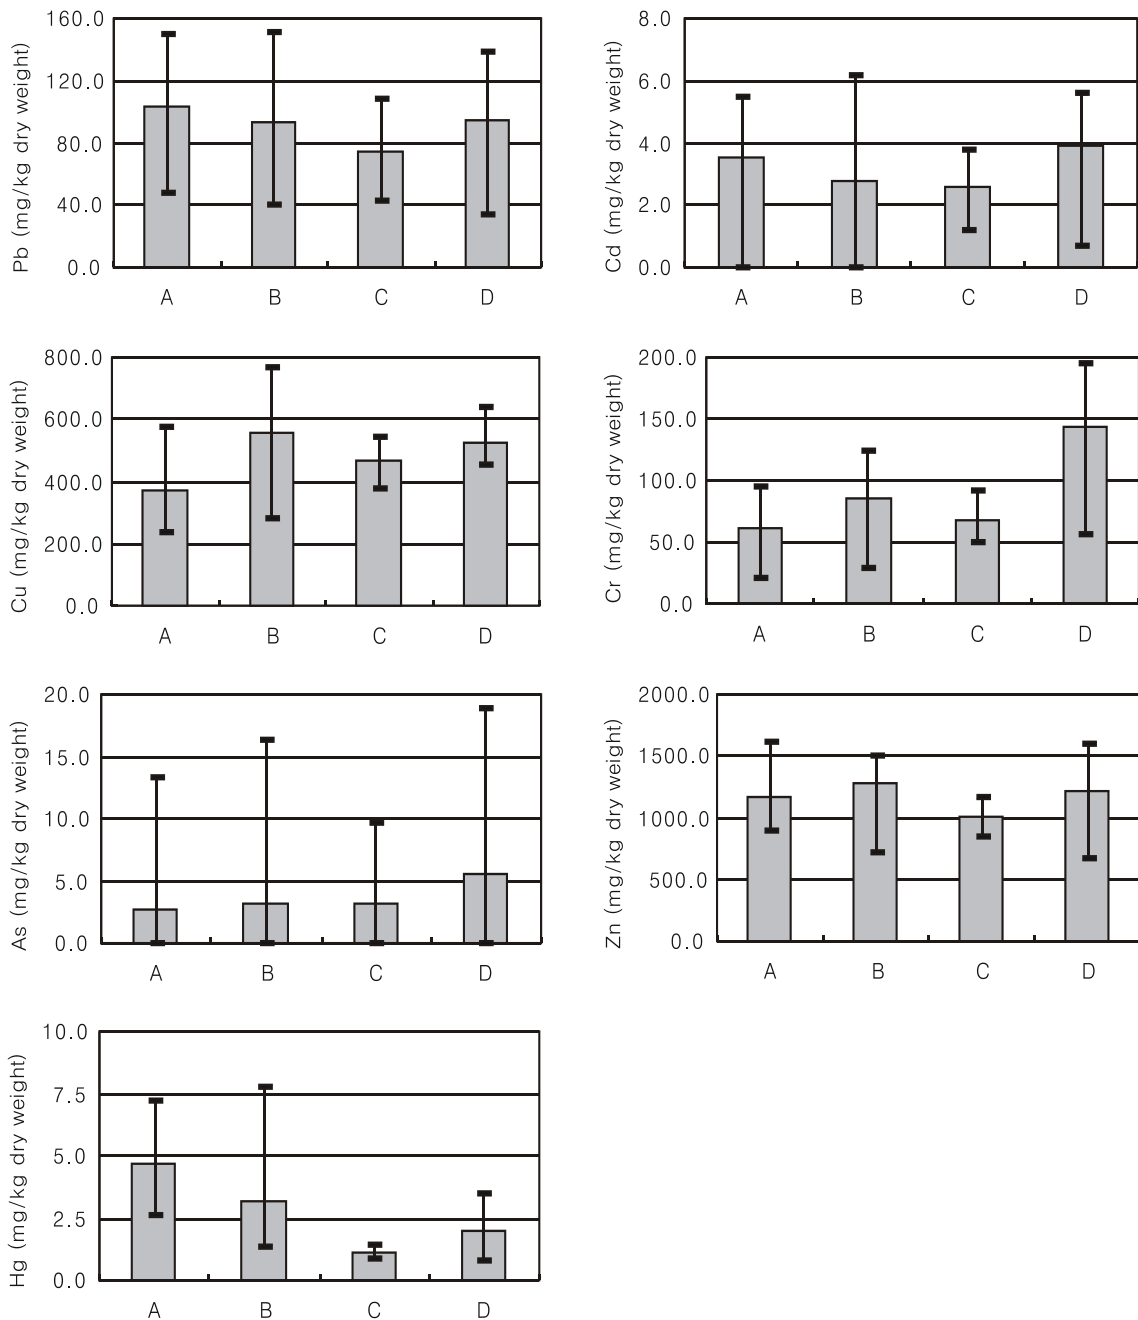 Pb (mg/kg dry weight)
160.0
120.0
80.0
40.0
0.0
A B C D
Cd (mg/kg dry weight)
8.0
6.0
4.0
2.0
0.0
A B C D
Cu (mg/kg dry weight)
800.0
600.0
400.0
200.0
0.0
A B C D
Cr (mg/kg dry weight)
200.0
150.0
100.0
50.0
0.0
A B C D
As (mg/kg dry weight)
20.0
15.0
10.0
5.0
0.0
A B C D
Zn (mg/kg dry weight)
2000.0
1500.0
1000.0
500.0
0.0
A B C D
Hg (mg/kg dry weight)
10.0
7.5
5.0
2.5
0.0
A B C D